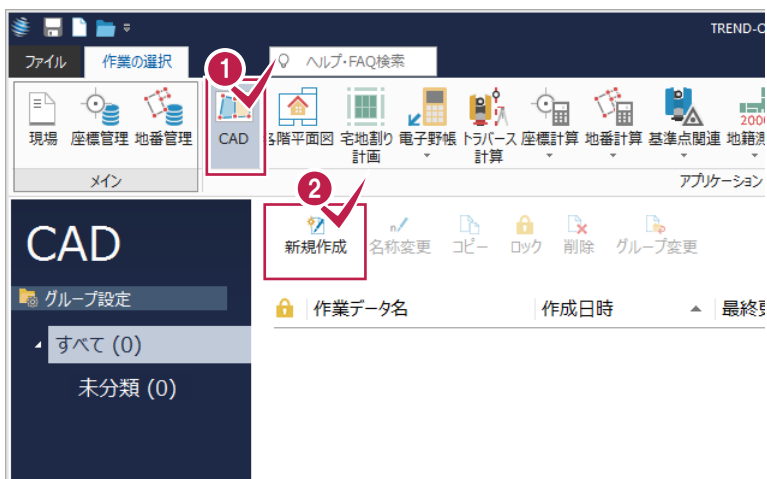 TREND-O
ファイル 作業の選択 ヘルプ・FAQ検索
1
現場 座標管理 地番管理 CAD 各階平面図 宅地割り計画 電子野帳 トラバース計算 座標計算 地番計算 基準点関連 地籍測
2000
メイン アプリケーション
2
CAD
新規作成 名称変更 コピー ロック 削除 グループ変更
グループ設定
作業データ名 作成日時 最終更
すべて (0)
未分類 (0)